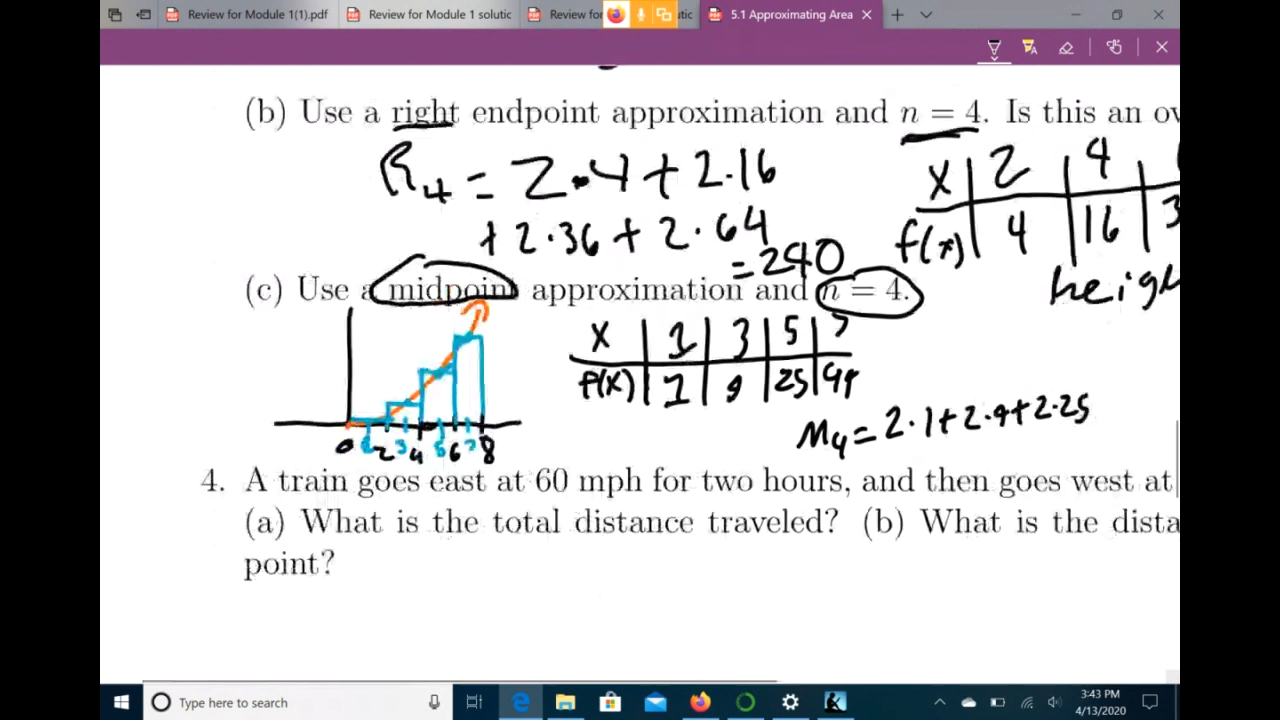 Review for Module 1(1).pdf
Review for Module 1 solutic
Review for
utic
5.1 Approximating Area
(b) Use a right endpoint approximation and n = 4. Is this an ov
R4 = 2·4 + 2·16
+ 2·36 + 2·64
= 240
x 2 4
f(x) 4 16 3
height
(c) Use a midpoint approximation and n = 4.
x 1 3 5 7
f(x) 1 9 25 49
M4 = 2·1 + 2·9 + 2·25
0 1 2 3 4 5 6 7 8
4. A train goes east at 60 mph for two hours, and then goes west at
(a) What is the total distance traveled? (b) What is the dista
point?
Type here to search
3:43 PM
4/13/2020